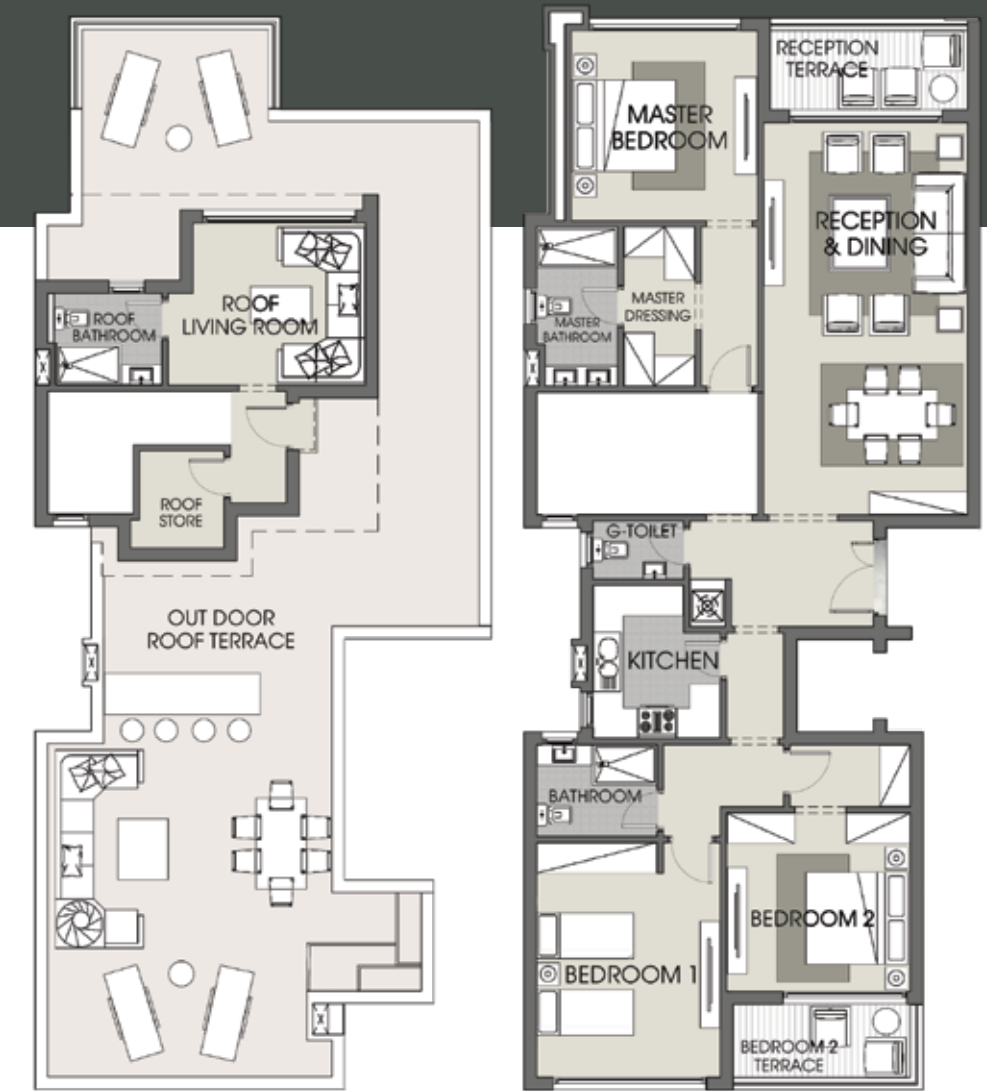 ROOF
LIVING ROOM
ROOF
BATHROOM
ROOF
STORE
OUT DOOR
ROOF TERRACE
RECEPTION
TERRACE
MASTER
BEDROOM
RECEPTION
& DINING
MASTER
DRESSING
MASTER
BATHROOM
G-TOILET
KITCHEN
BATHROOM
BEDROOM 2
BEDROOM 1
BEDROOM 2
TERRACE